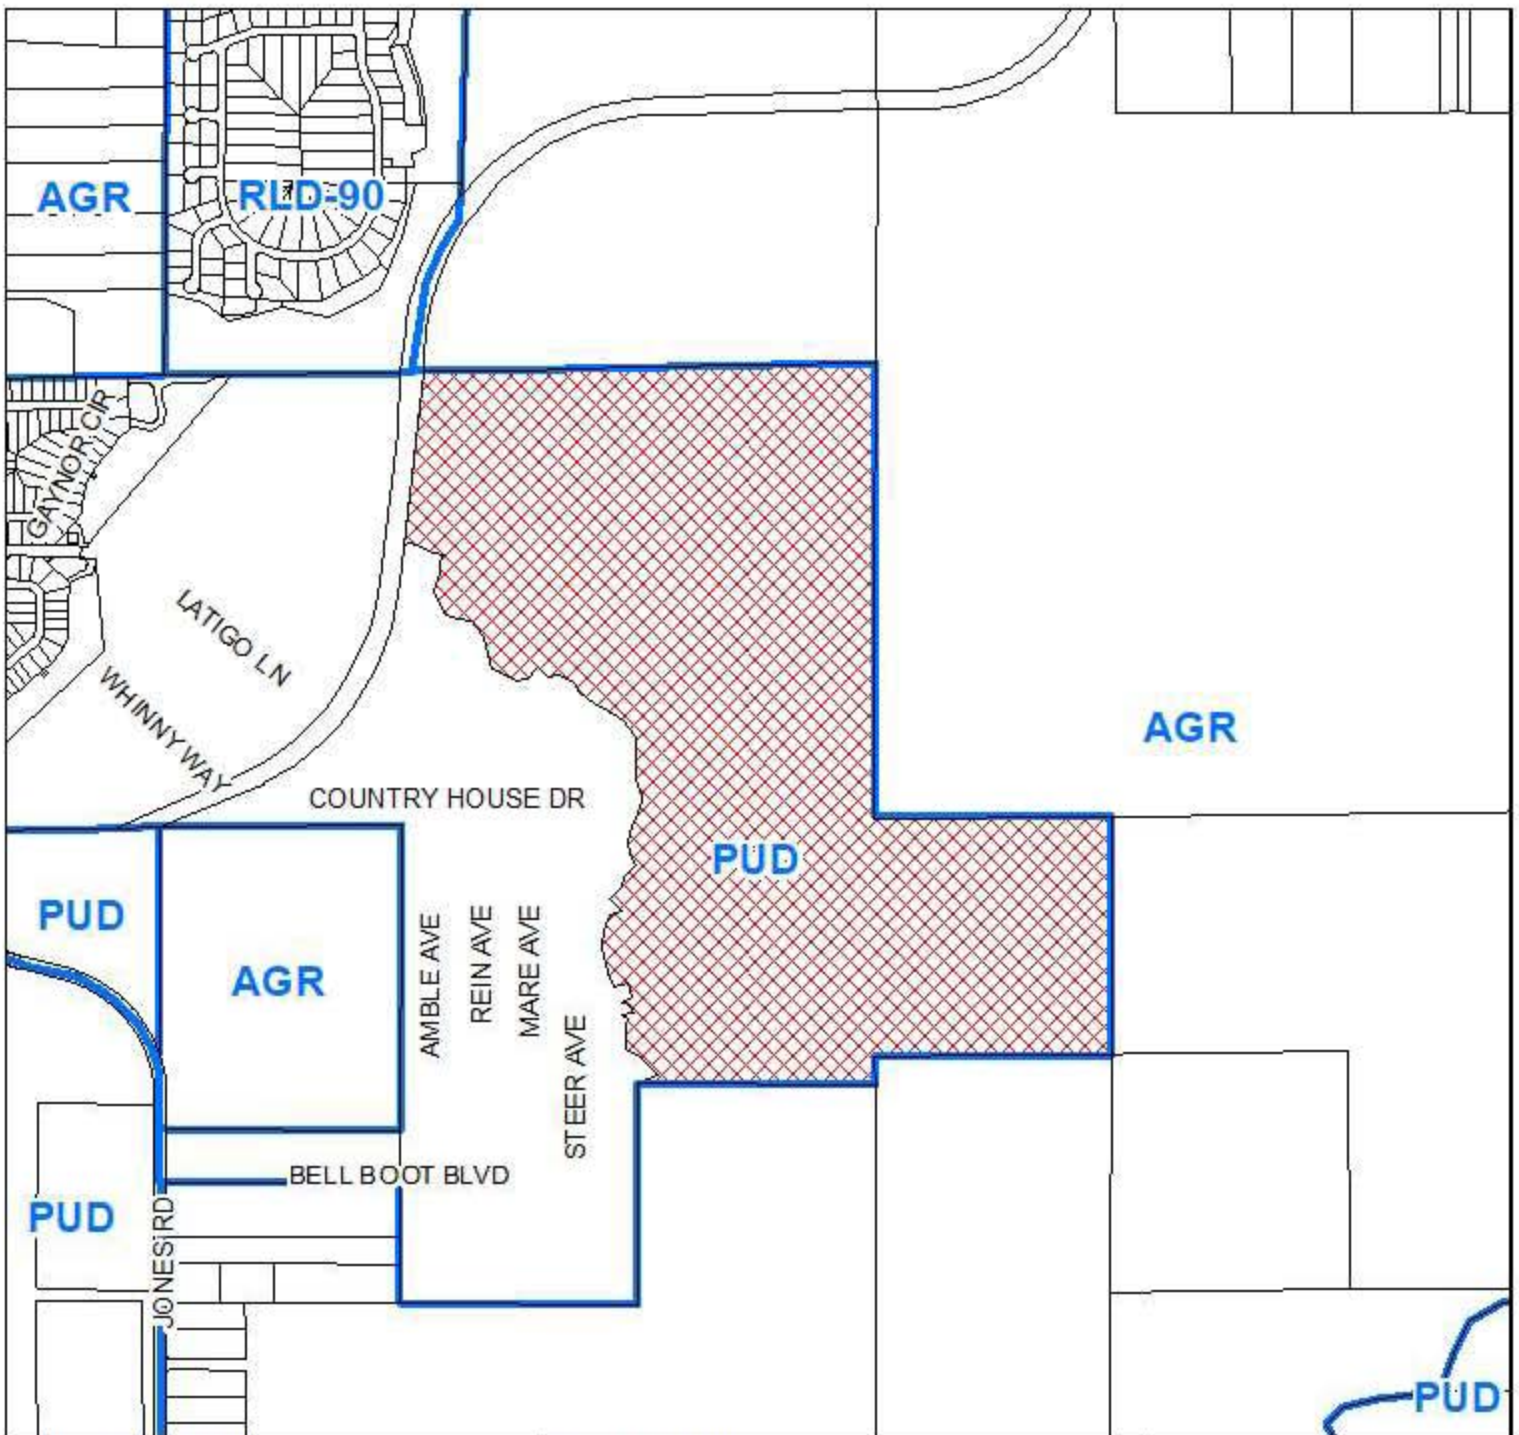 AGR
RLD-90
GAYNOR CIR
LATIGO LN
WHINNY WAY
AGR
COUNTRY HOUSE DR
PUD
PUD
AGR
AMBLE AVE
REIN AVE
MARE AVE
STEER AVE
BELL BOOT BLVD
PUD
JONES RD
PUD